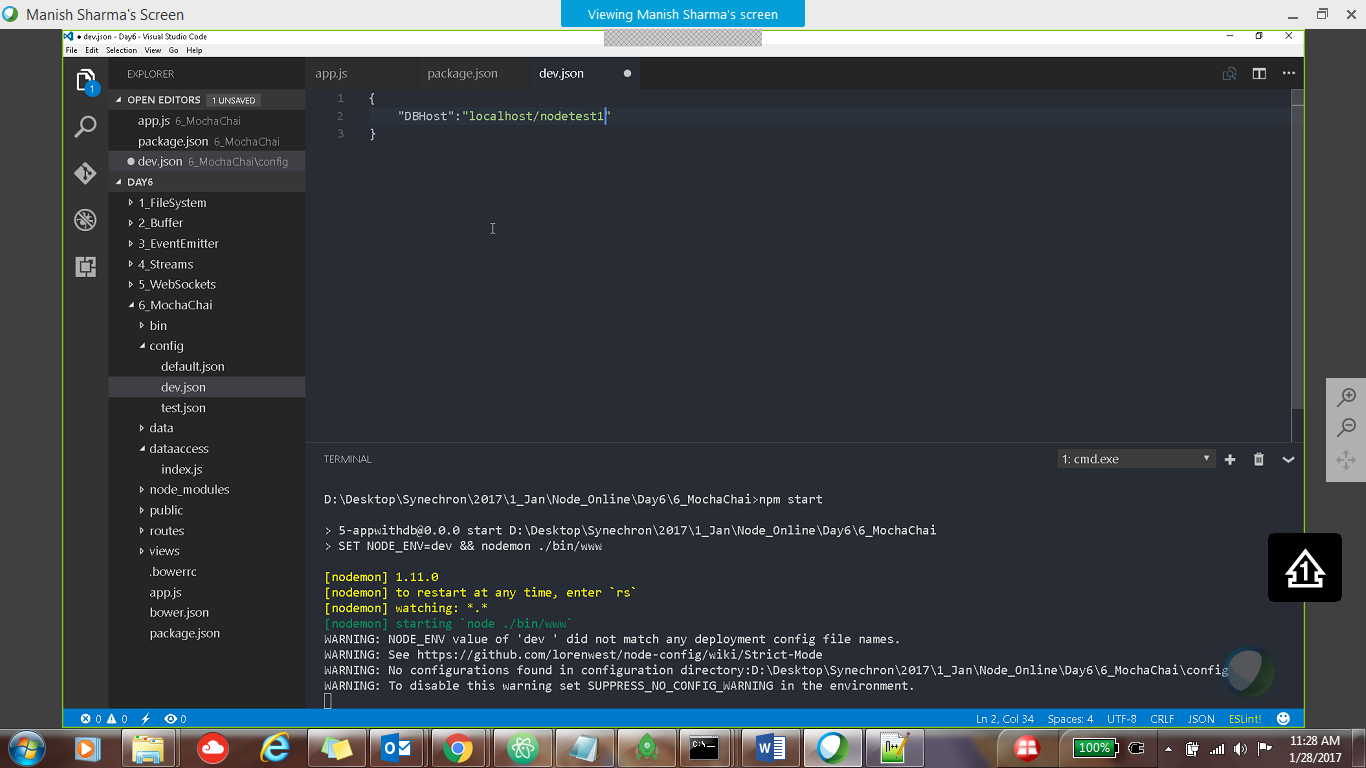 Manish Sharma's Screen
Viewing Manish Sharma's screen
● dev.json - Day6 - Visual Studio Code
File Edit Selection View Go Help
EXPLORER
app.js package.json dev.json
1
OPEN EDITORS 1 UNSAVED
app.js 6_MochaChai
package.json 6_MochaChai
dev.json 6_MochaChai\config
DAY6
1_FileSystem
2_Buffer
3_EventEmitter
4_Streams
5_WebSockets
6_MochaChai
bin
config
default.json
dev.json
test.json
data
dataaccess
index.js
node_modules
public
routes
views
.bowerrc
app.js
bower.json
package.json
1 {
2 "DBHost":"localhost/nodetest1"
3 }
TERMINAL
1: cmd.exe
D:\Desktop\Synechron\2017\1_Jan\Node_Online\Day6\6_MochaChai>npm start
> 5-appwithdb@0.0.0 start D:\Desktop\Synechron\2017\1_Jan\Node_Online\Day6\6_MochaChai
> SET NODE_ENV=dev && nodemon ./bin/www
[nodemon] 1.11.0
[nodemon] to restart at any time, enter `rs`
[nodemon] watching: *.*
[nodemon] starting `node ./bin/www`
WARNING: NODE_ENV value of 'dev ' did not match any deployment config file names.
WARNING: See https://github.com/lorenwest/node-config/wiki/Strict-Mode
WARNING: No configurations found in configuration directory:D:\Desktop\Synechron\2017\1_Jan\Node_Online\Day6\6_MochaChai\config
WARNING: To disable this warning set SUPPRESS_NO_CONFIG_WARNING in the environment.
1
0 0 0
Ln 2, Col 34 Spaces: 4 UTF-8 CRLF JSON ESLint!
100%
11:28 AM
1/28/2017